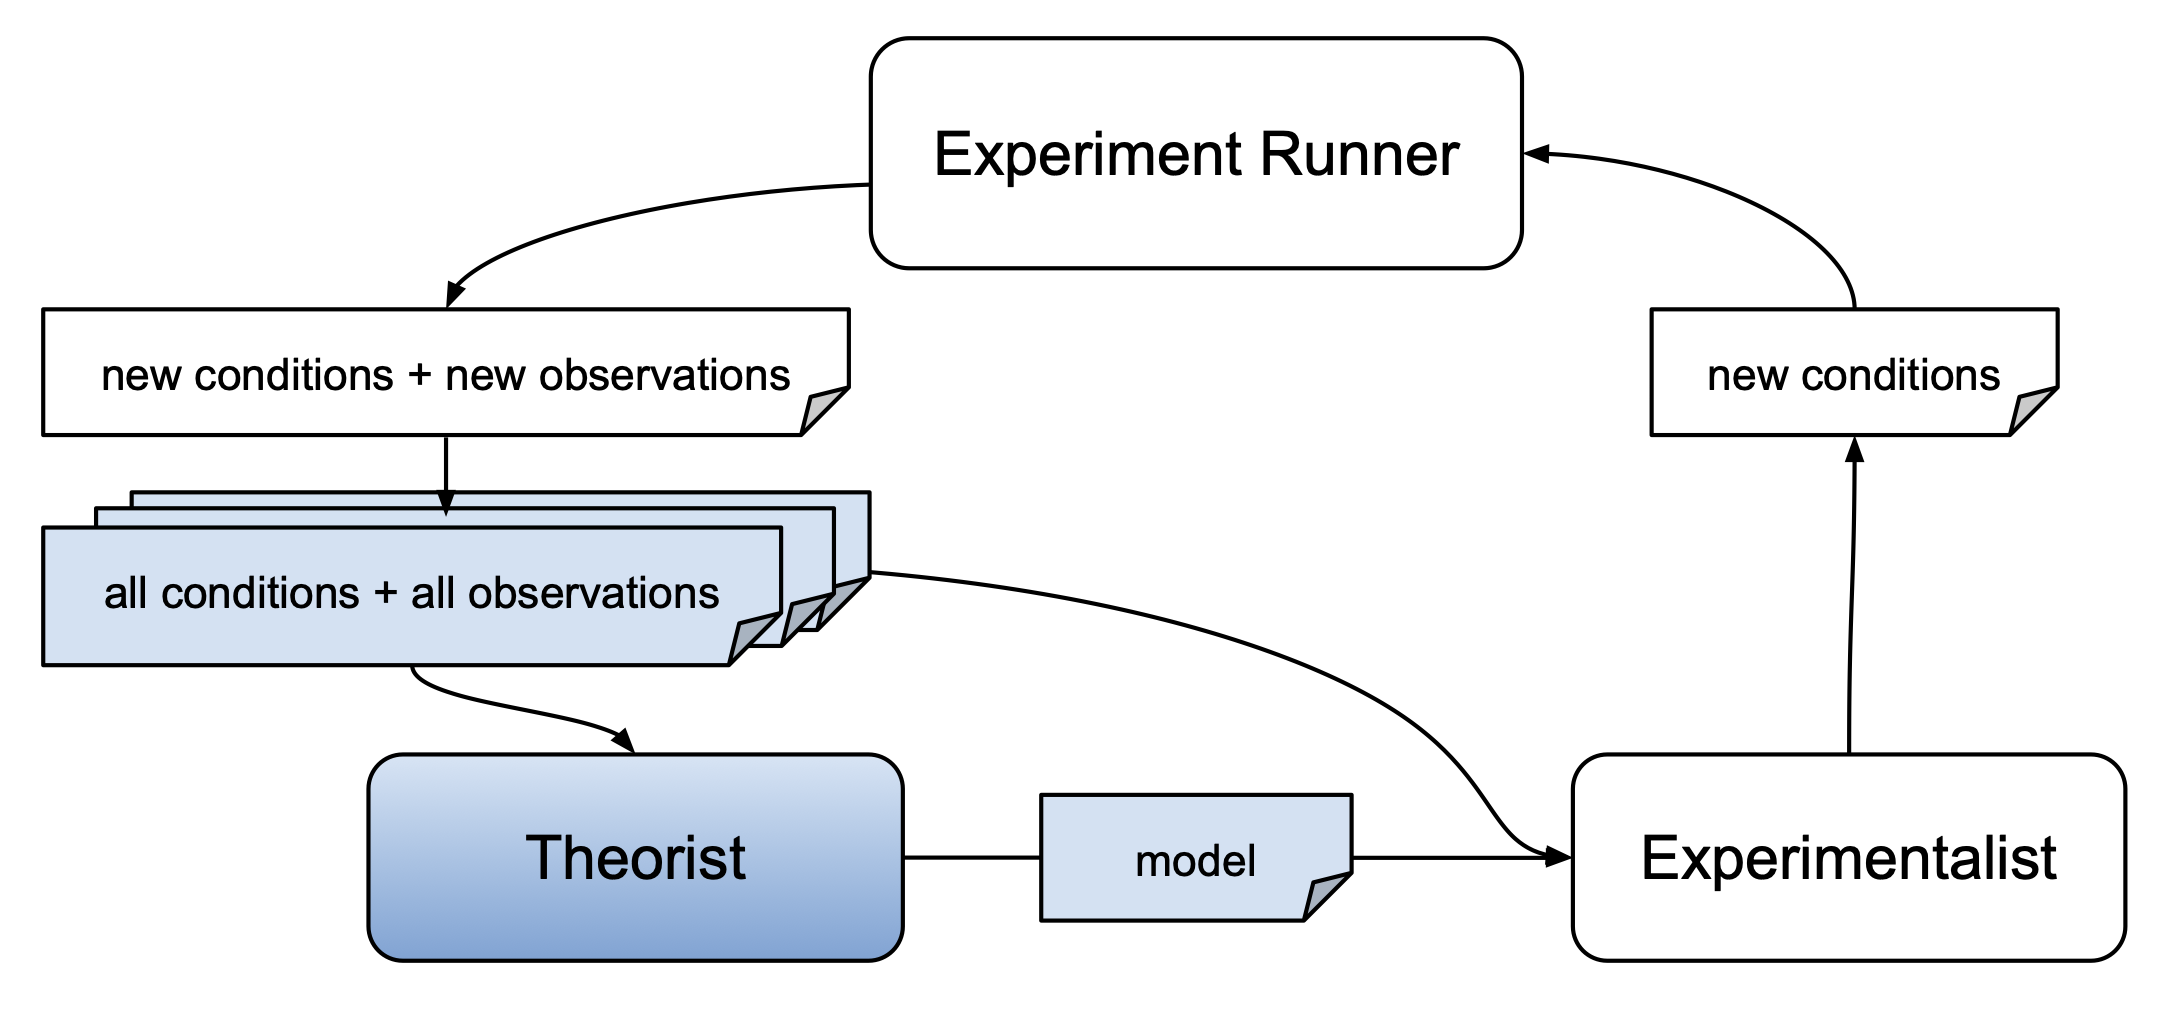 Experiment Runner
new conditions + new observations
new conditions
all conditions + all observations
Theorist
model
Experimentalist